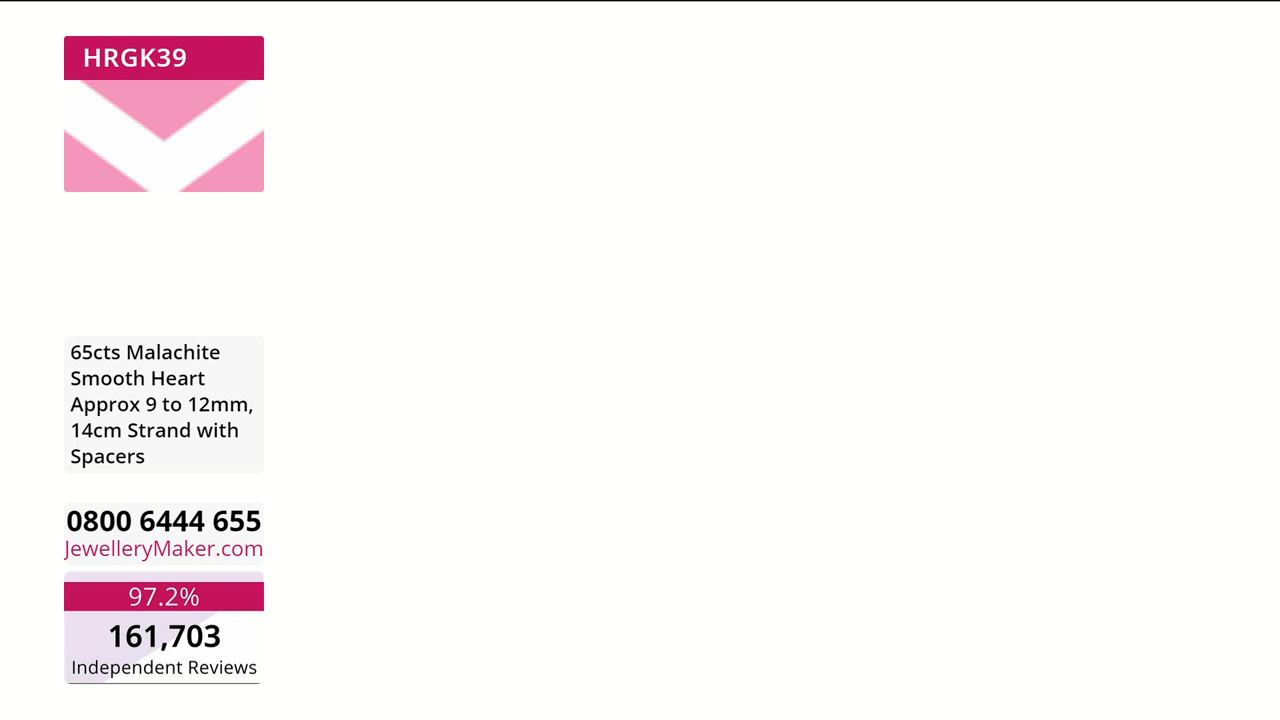 HRGK39
65cts Malachite
Smooth Heart
Approx 9 to 12mm,
14cm Strand with
Spacers
0800 6444 655
JewelleryMaker.com
97.2%
161,703
Independent Reviews